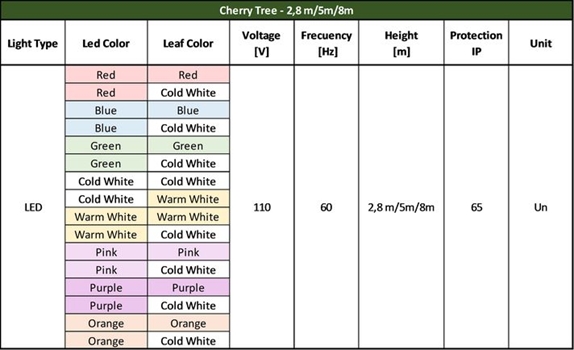 Cherry Tree - 2,8 m/5m/8m
Light Type Led Color Leaf Color Voltage [V] Frecuency [Hz] Height [m] Protection IP Unit
Red Red
Red Cold White
Blue Blue
Blue Cold White
Green Green
Green Cold White
Cold White Cold White
Cold White Warm White
LED Warm White Warm White 110 60 2,8 m/5m/8m 65 Un
Warm White Cold White
Pink Pink
Pink Cold White
Purple Purple
Purple Cold White
Orange Orange
Orange Cold White